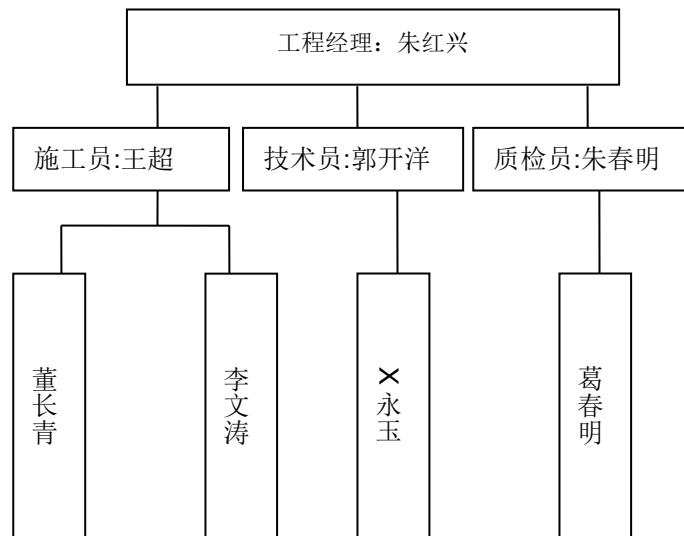 工程经理：朱红兴
施工员:王超
技术员:郭开洋
质检员:朱春明
董长青
李文涛
X永玉
葛春明